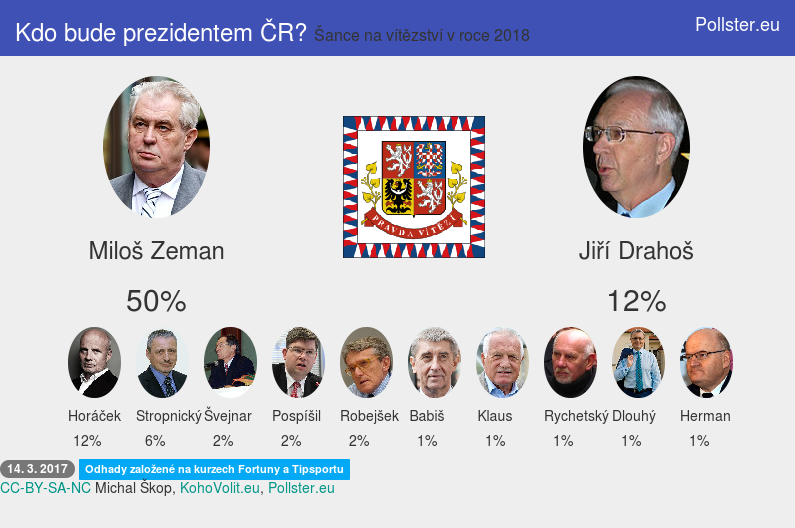 Kdo bude prezidentem ČR? Šance na vítězství v roce 2018
Pollster.eu
PRAVDA VÍTĚZÍ
Miloš Zeman
Jiří Drahoš
50%
12%
Horáček Stropnický Švejnar Pospíšil Robejšek Babiš Klaus Rychetský Dlouhý Herman
12% 6% 2% 2% 2% 1% 1% 1% 1% 1%
14. 3. 2017 Odhady založené na kurzech Fortuny a Tipsportu
CC-BY-SA-NC Michal Škop, KohoVolit.eu, Pollster.eu